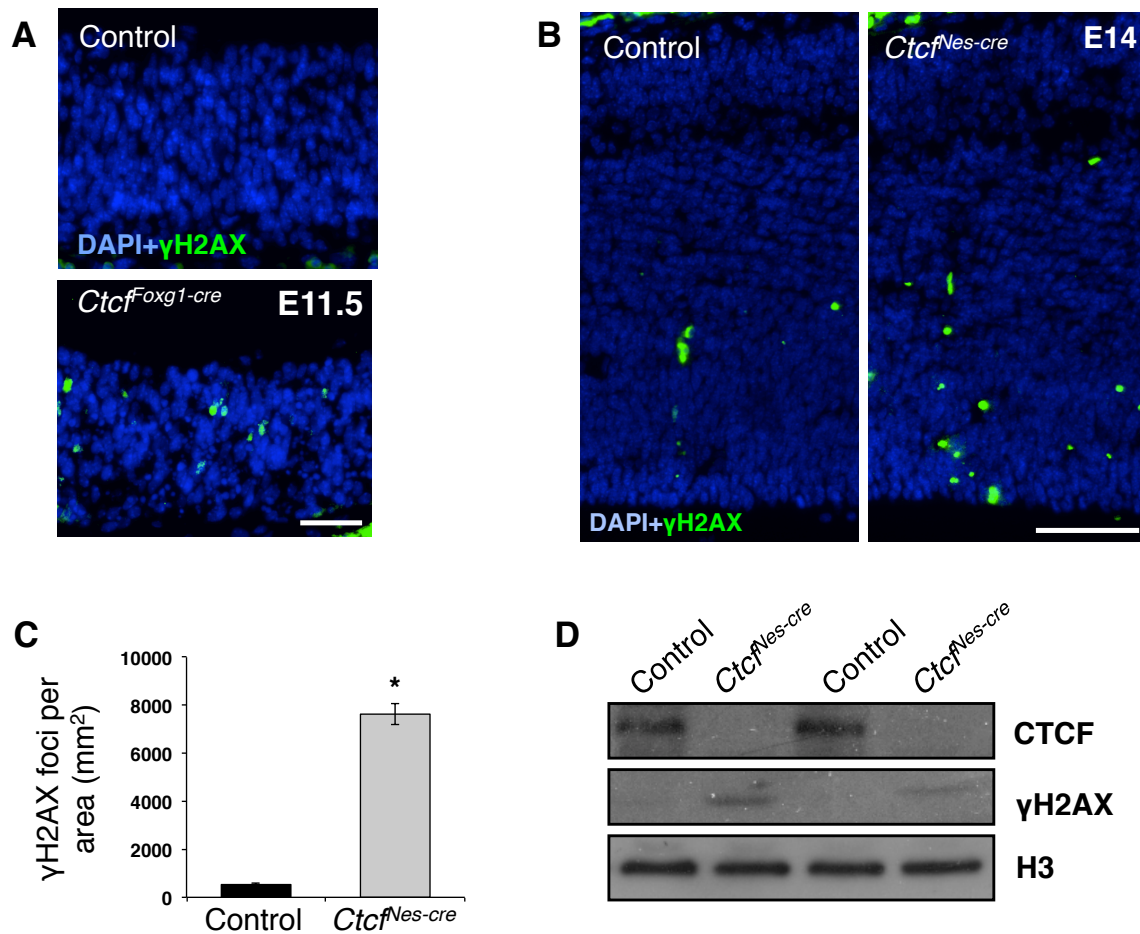 A
Control
DAPI+γH2AX
Ctcf^Foxg1-cre
E11.5
B
Control
Ctcf^Nes-cre
E14
DAPI+γH2AX
C
γH2AX foci per
area (mm²)
10000
8000
6000
4000
2000
0
*
Control
Ctcf^Nes-cre
D
Control
Ctcf^Nes-cre
Control
Ctcf^Nes-cre
CTCF
γH2AX
H3